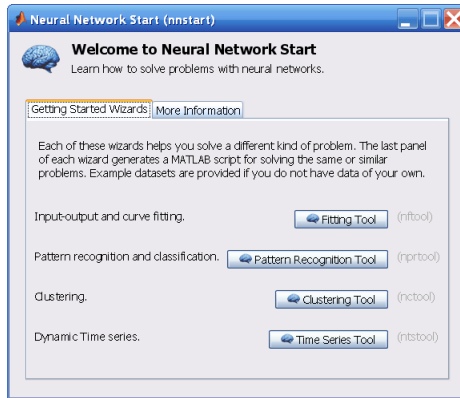 Neural Network Start (nnstart)
Welcome to Neural Network Start
Learn how to solve problems with neural networks.
Getting Started Wizards More Information
Each of these wizards helps you solve a different kind of problem. The last panel
of each wizard generates a MATLAB script for solving the same or similar
problems. Example datasets are provided if you do not have data of your own.
Input-output and curve fitting. Fitting Tool (nftool)
Pattern recognition and classification. Pattern Recognition Tool (nprtool)
Clustering. Clustering Tool (nctool)
Dynamic Time series. Time Series Tool (ntstool)